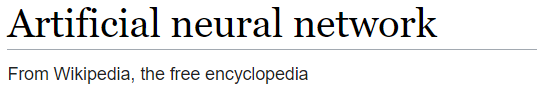 Artificial neural network
From Wikipedia, the free encyclopedia